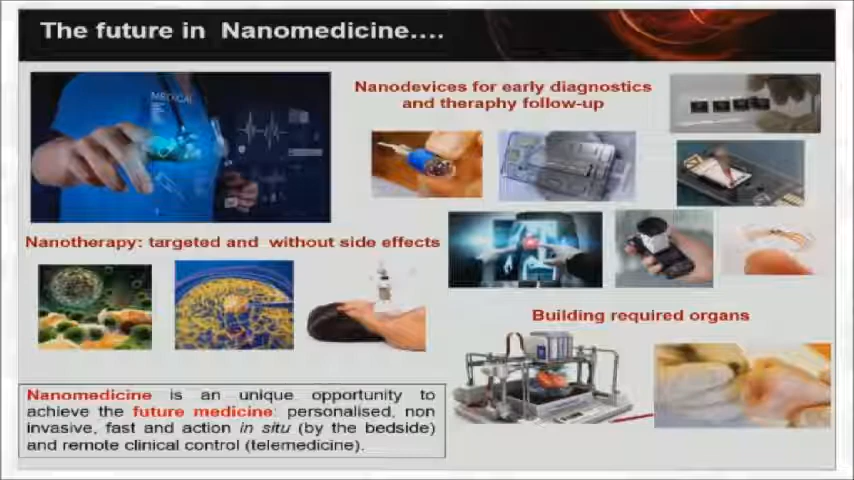 The future in Nanomedicine....
MEDICAL
Nanodevices for early diagnostics
and theraphy follow-up
Nanotherapy: targeted and without side effects
Building required organs
Nanomedicine is an unique opportunity to
achieve the future medicine: personalised, non
invasive, fast and action in situ (by the bedside)
and remote clinical control (telemedicine).